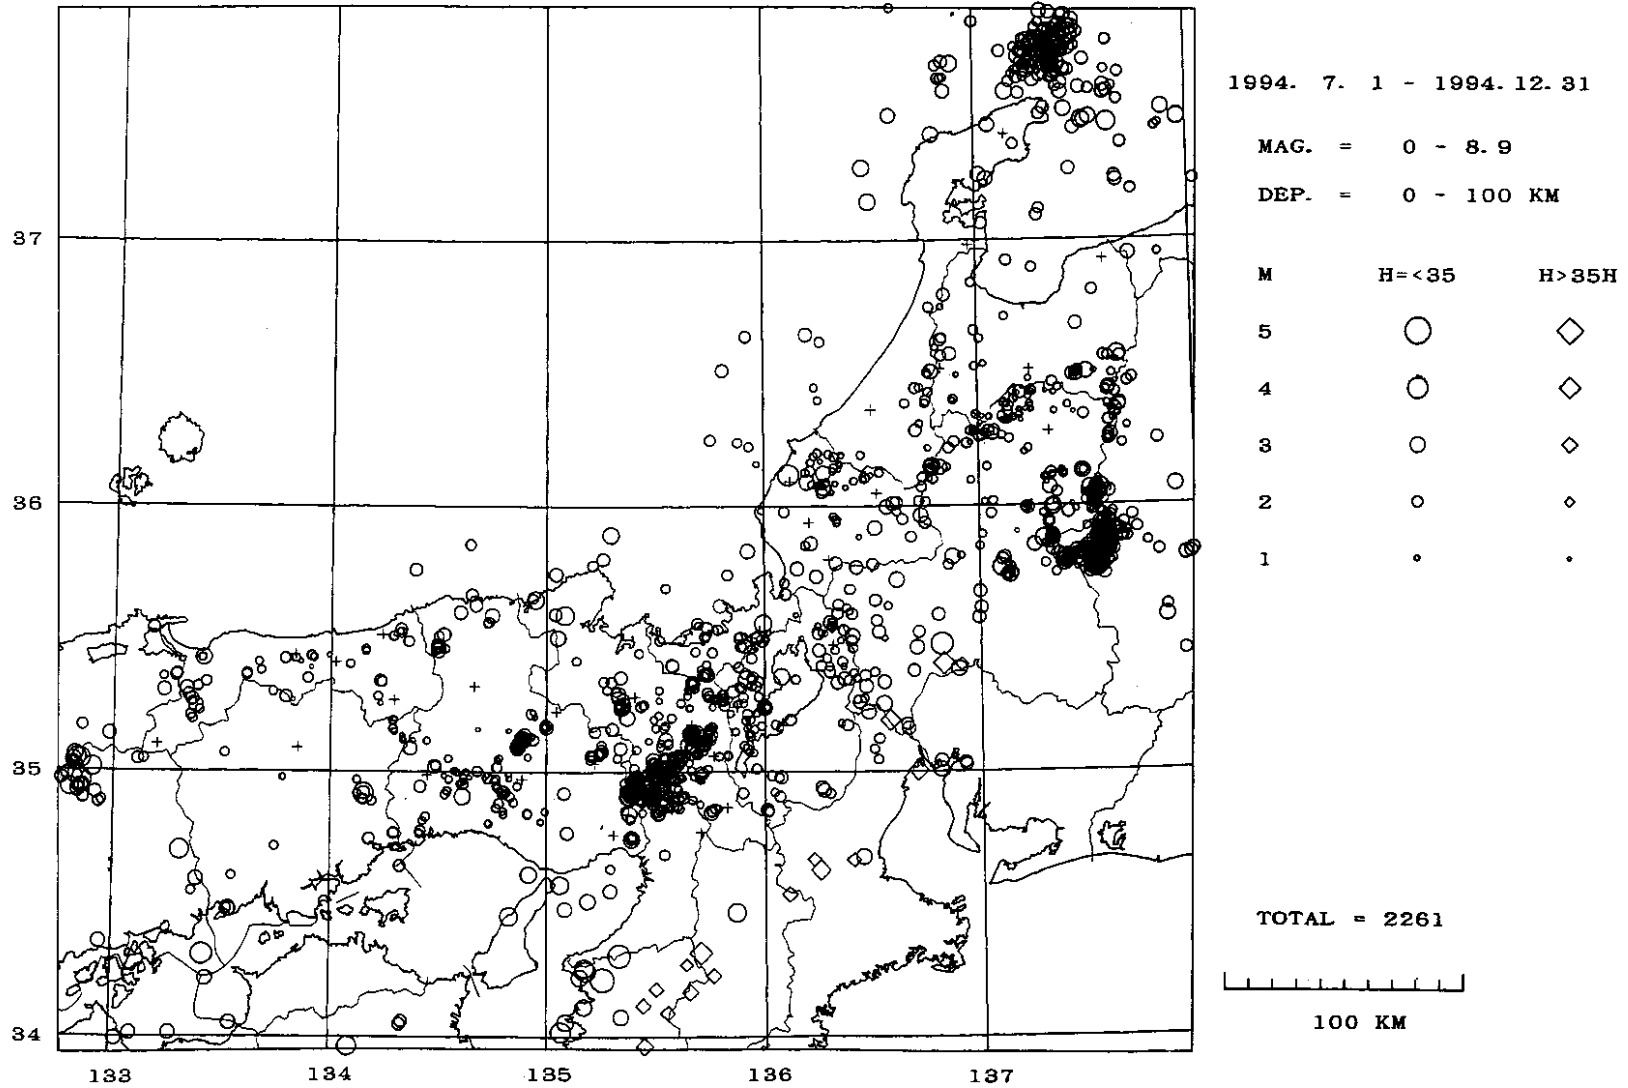 1994. 7. 1 - 1994. 12. 31
MAG. = 0 - 8. 9
DEP. = 0 - 100 KM
M H=<35 H>35H
5
4
3
2
1
TOTAL = 2261
100 KM
37
36
35
34
133 134 135 136 137